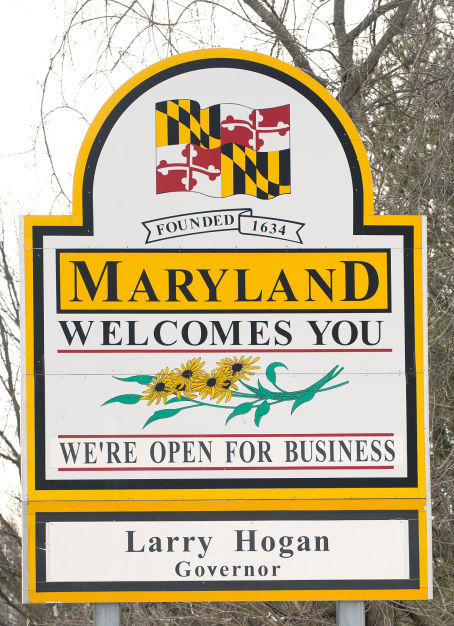 FOUNDED 1634
MARYLAND
WELCOMES YOU
WE'RE OPEN FOR BUSINESS
Larry Hogan
Governor